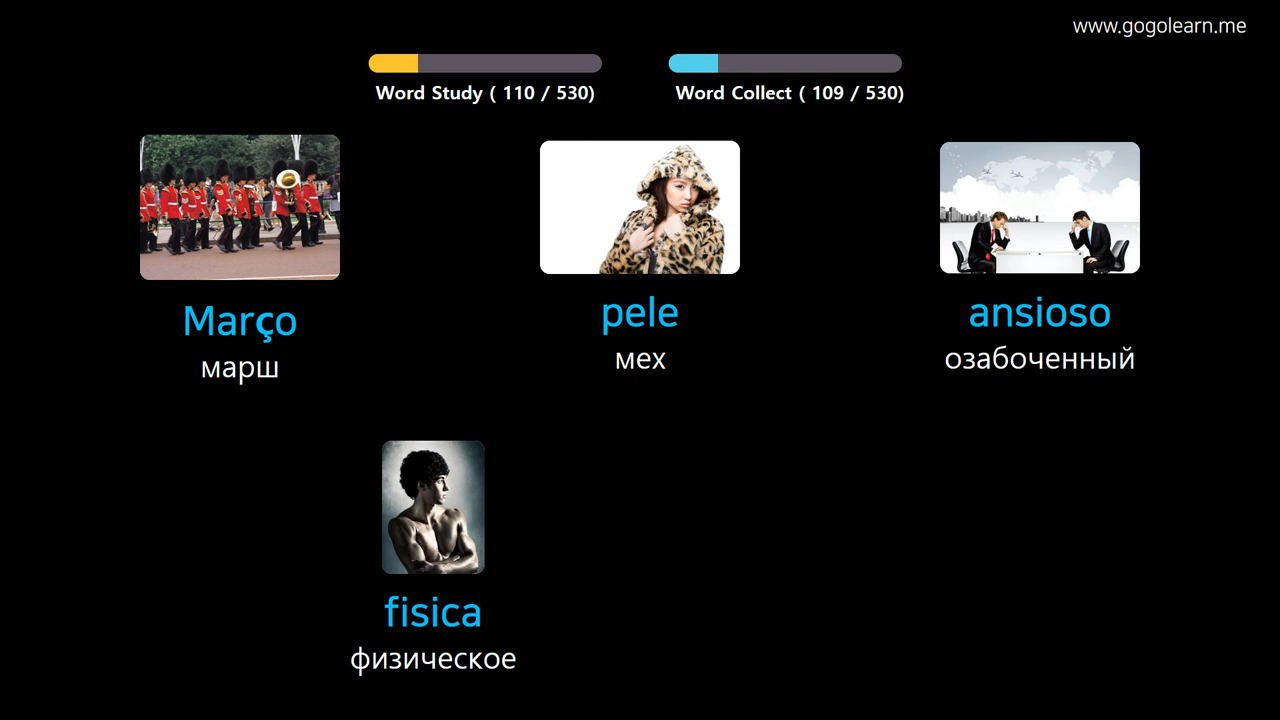 www.gogolearn.me
Word Study ( 110 / 530)
Word Collect ( 109 / 530)
Março
марш
pele
мех
ansioso
озабоченный
fisica
физическое